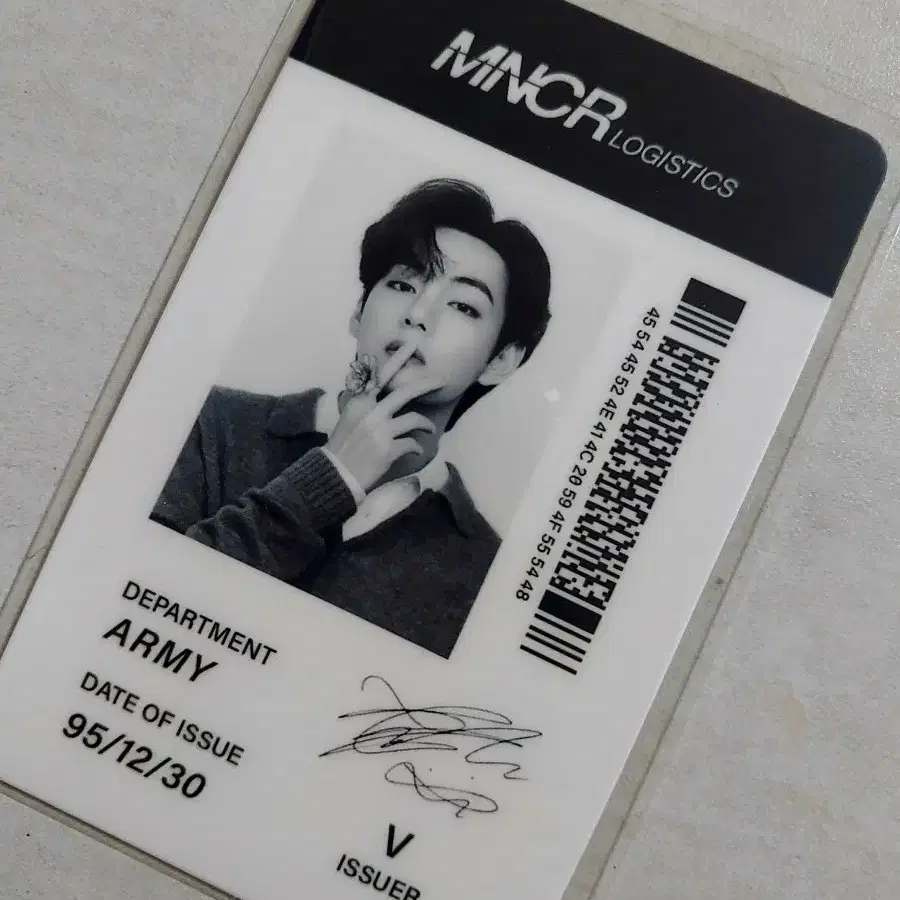 MNCR LOGISTICS
45 54 45 52 4E 41 4C 20 59 4F 55 54 48
DEPARTMENT
ARMY
DATE OF ISSUE
95/12/30
V
ISSUER